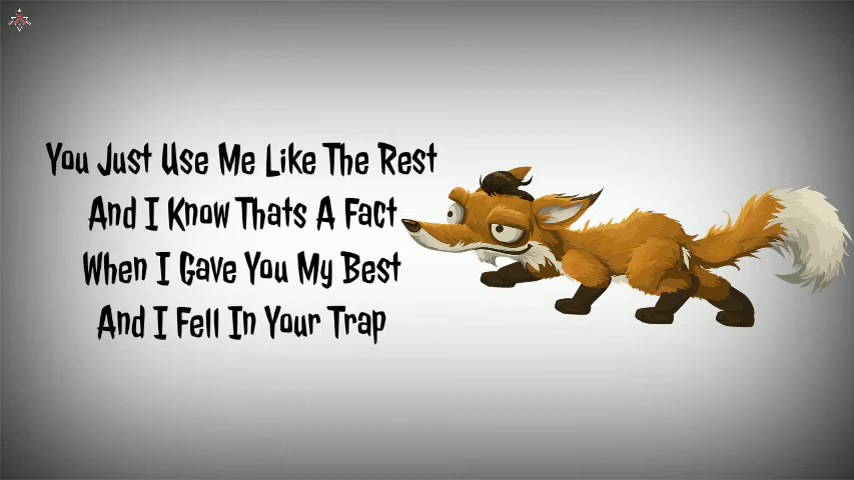 You Just Use Me Like The Rest
And I Know Thats A Fact
When I Gave You My Best
And I Fell In Your Trap